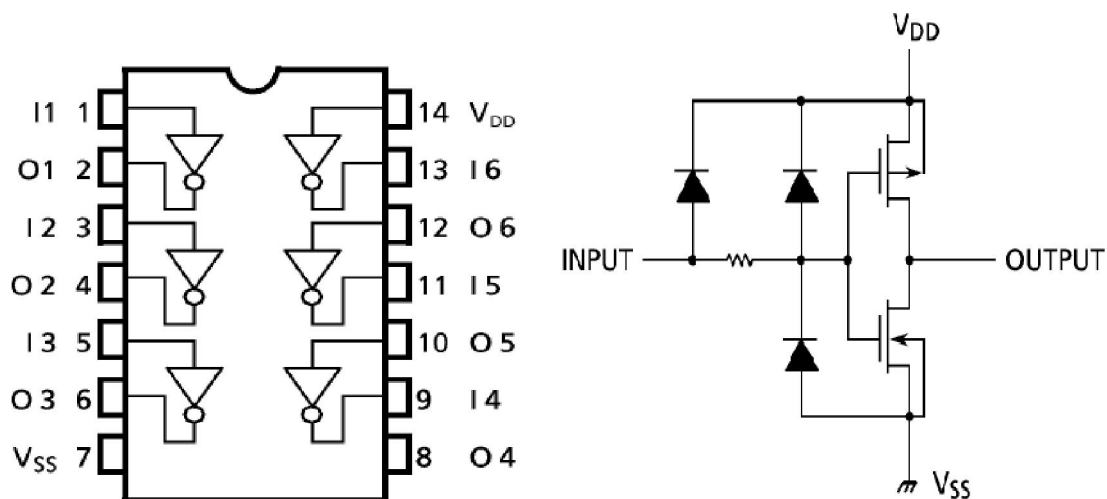 I1 1
O1 2
I2 3
O2 4
I3 5
O3 6
VSS 7
14 VDD
13 I6
12 O6
11 I5
10 O5
9 I4
8 O4
VDD
INPUT
OUTPUT
VSS